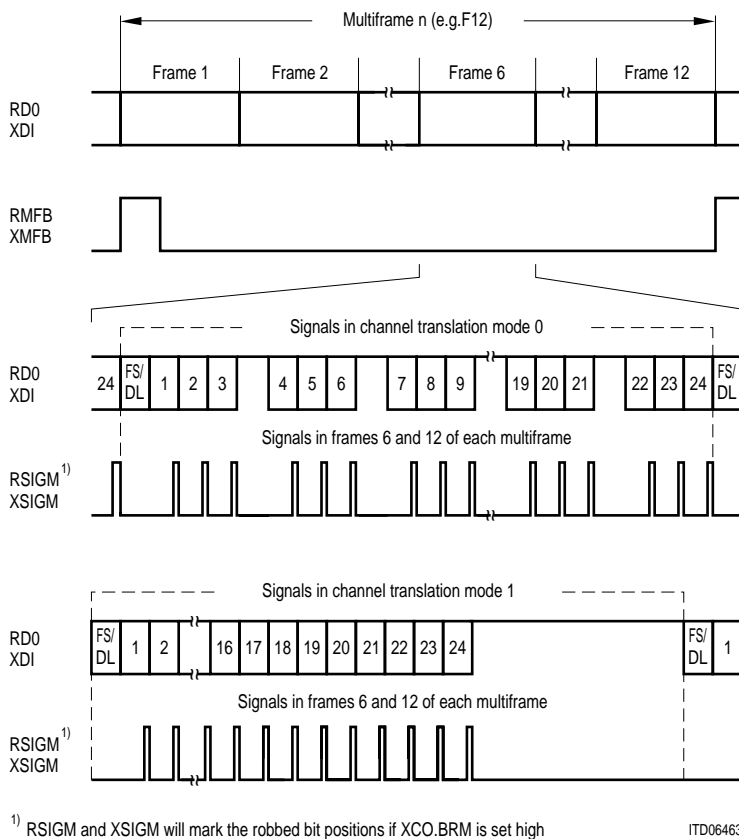 Multiframe n (e.g.F12)
Frame 1 Frame 2 Frame 6 Frame 12
RD0
XDI
RMFB
XMFB
Signals in channel translation mode 0
RD0
XDI
24 FS/DL 1 2 3 4 5 6 7 8 9 19 20 21 22 23 24 FS/DL
Signals in frames 6 and 12 of each multiframe
RSIGM 1)
XSIGM
Signals in channel translation mode 1
RD0
XDI
FS/DL 1 2 16 17 18 19 20 21 22 23 24 FS/DL 1
Signals in frames 6 and 12 of each multiframe
RSIGM 1)
XSIGM
1) RSIGM and XSIGM will mark the robbed bit positions if XCO.BRM is set high
ITD06463